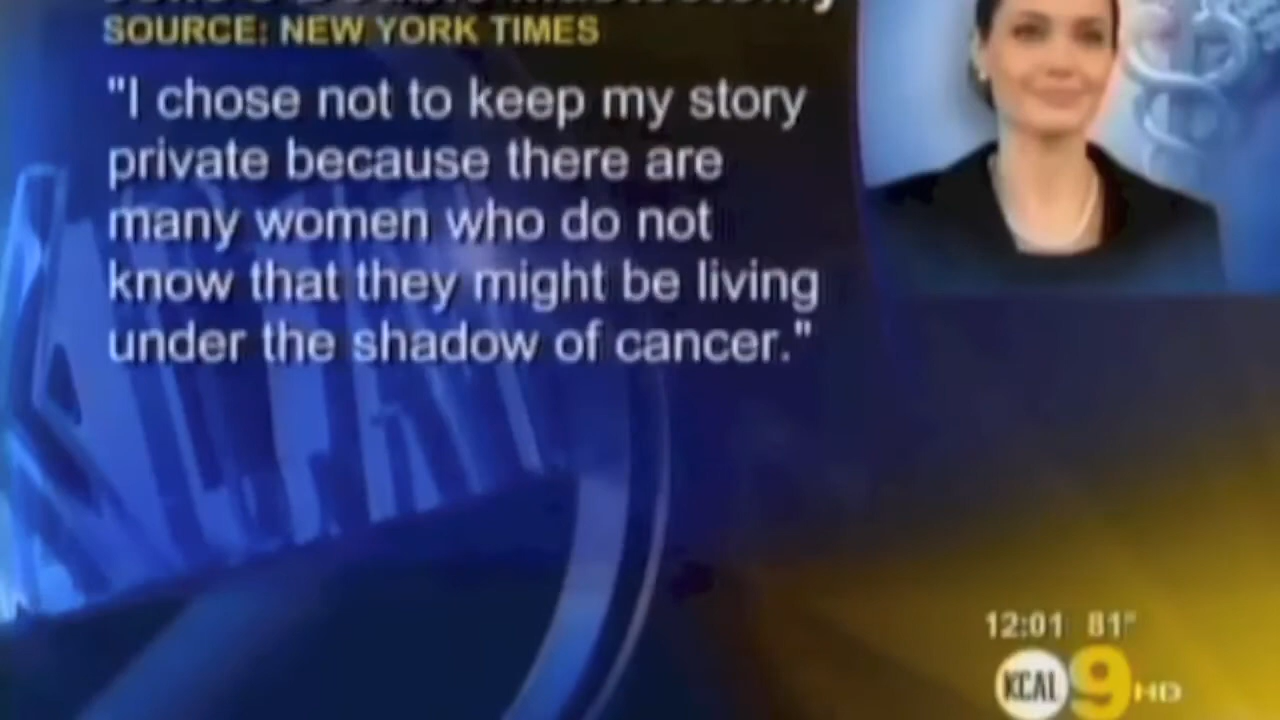 SOURCE: NEW YORK TIMES
"I chose not to keep my story
private because there are
many women who do not
know that they might be living
under the shadow of cancer."
12:01 81°
KCAL 9 HD